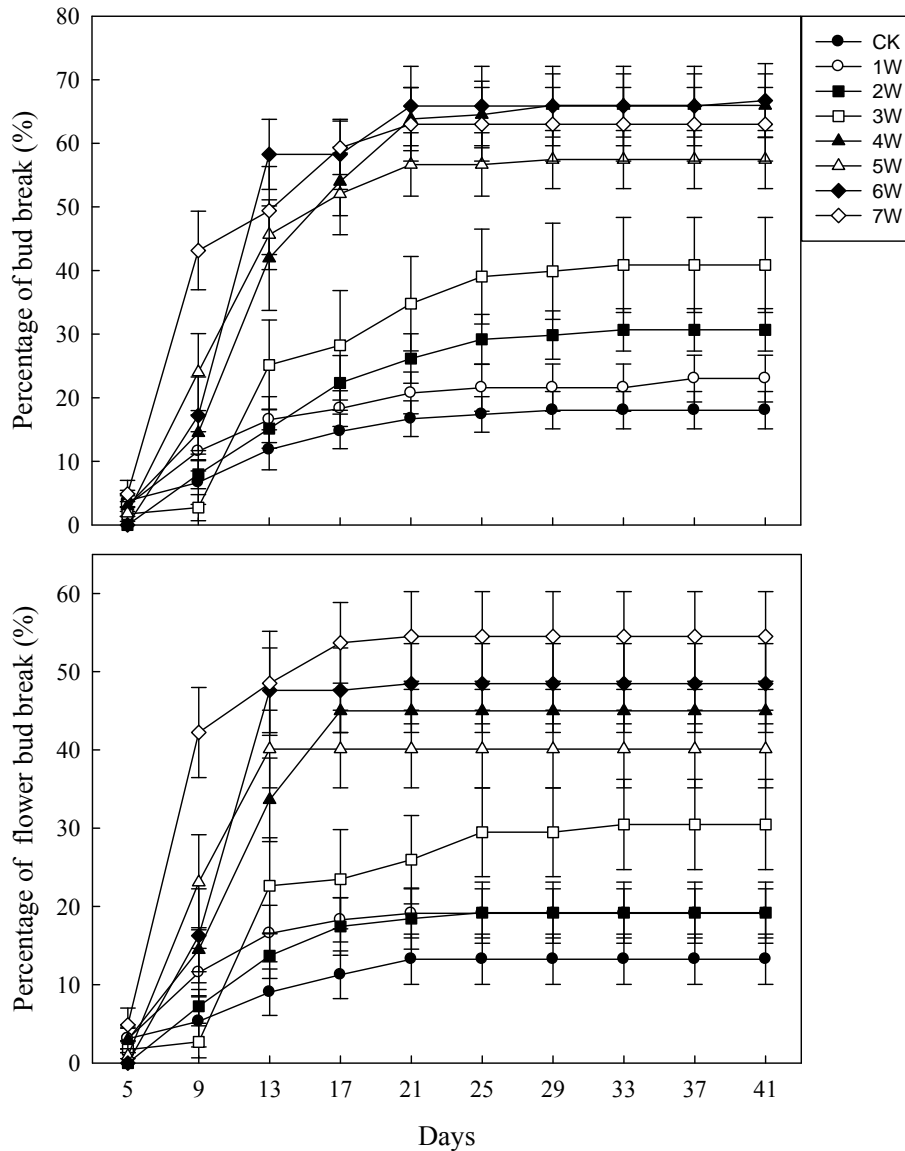 80
70
60
50
40
30
20
10
0
Percentage of bud break (%)
CK
1W
2W
3W
4W
5W
6W
7W
60
50
40
30
20
10
0
Percentage of flower bud break (%)
5 9 13 17 21 25 29 33 37 41
Days